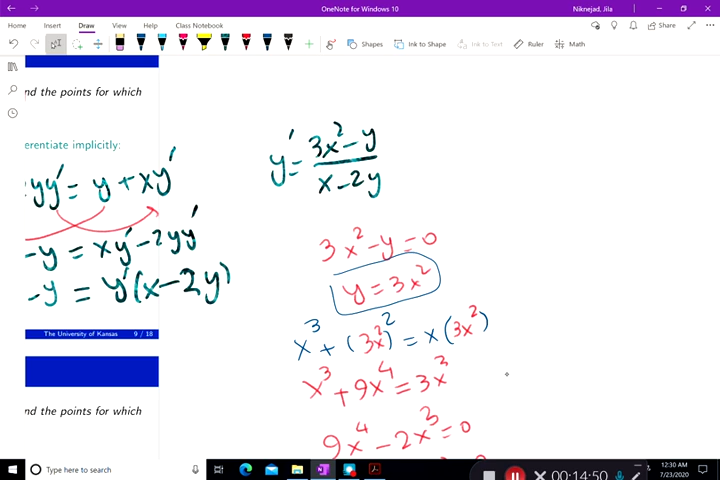 OneNote for Windows 10
Niknejad, Jila
Home Insert Draw View Help Class Notebook
Share
Shapes Ink to Shape Ink to Text Ruler Math
nd the points for which
erentiate implicitly:
yy' = y + xy'
-y = xy' - 2yy'
-y = y'(x - 2y)
The University of Kansas 9 / 18
nd the points for which
y' = (3x² - y)/(x - 2y)
3x² - y = 0
y = 3x²
x³ + (3x²)² = x(3x²)
x³ + 9x⁴ = 3x³
9x⁴ - 2x³ = 0
Type here to search
00:14:50
12:30 AM
7/23/2020